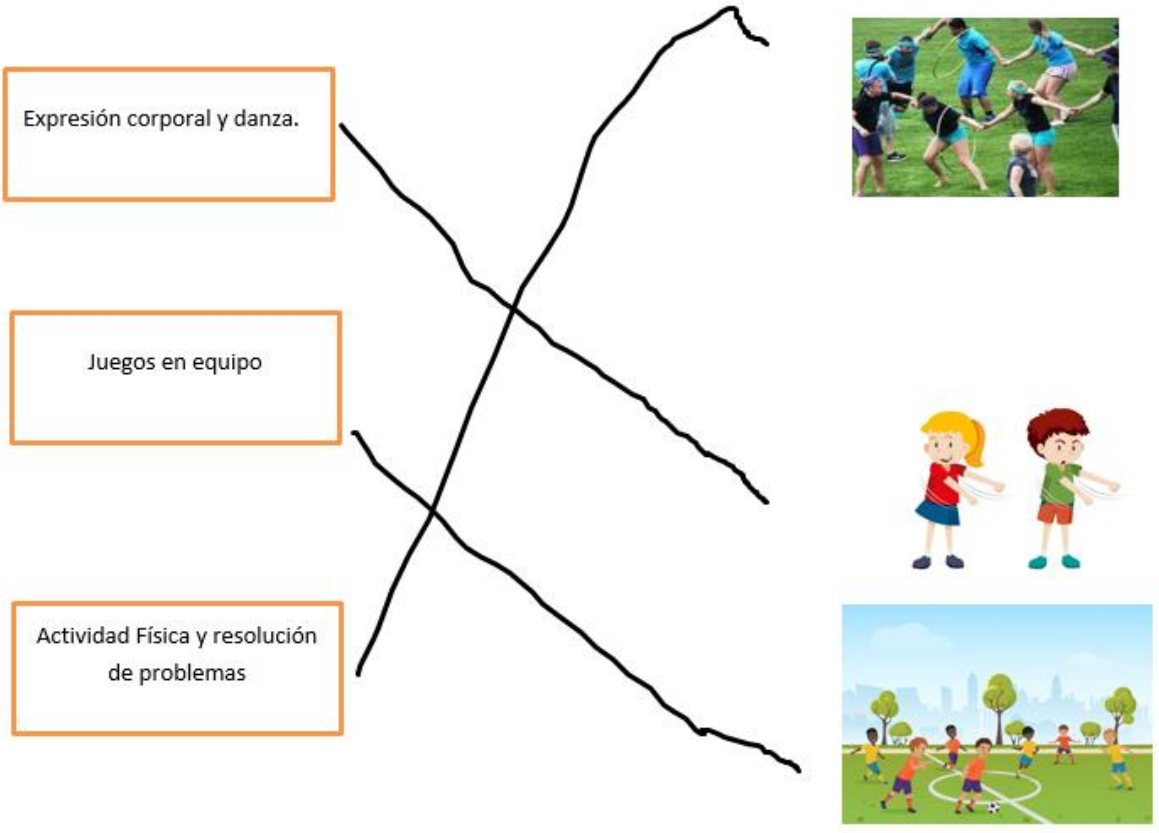 Expresión corporal y danza.
Juegos en equipo
Actividad Física y resolución
de problemas